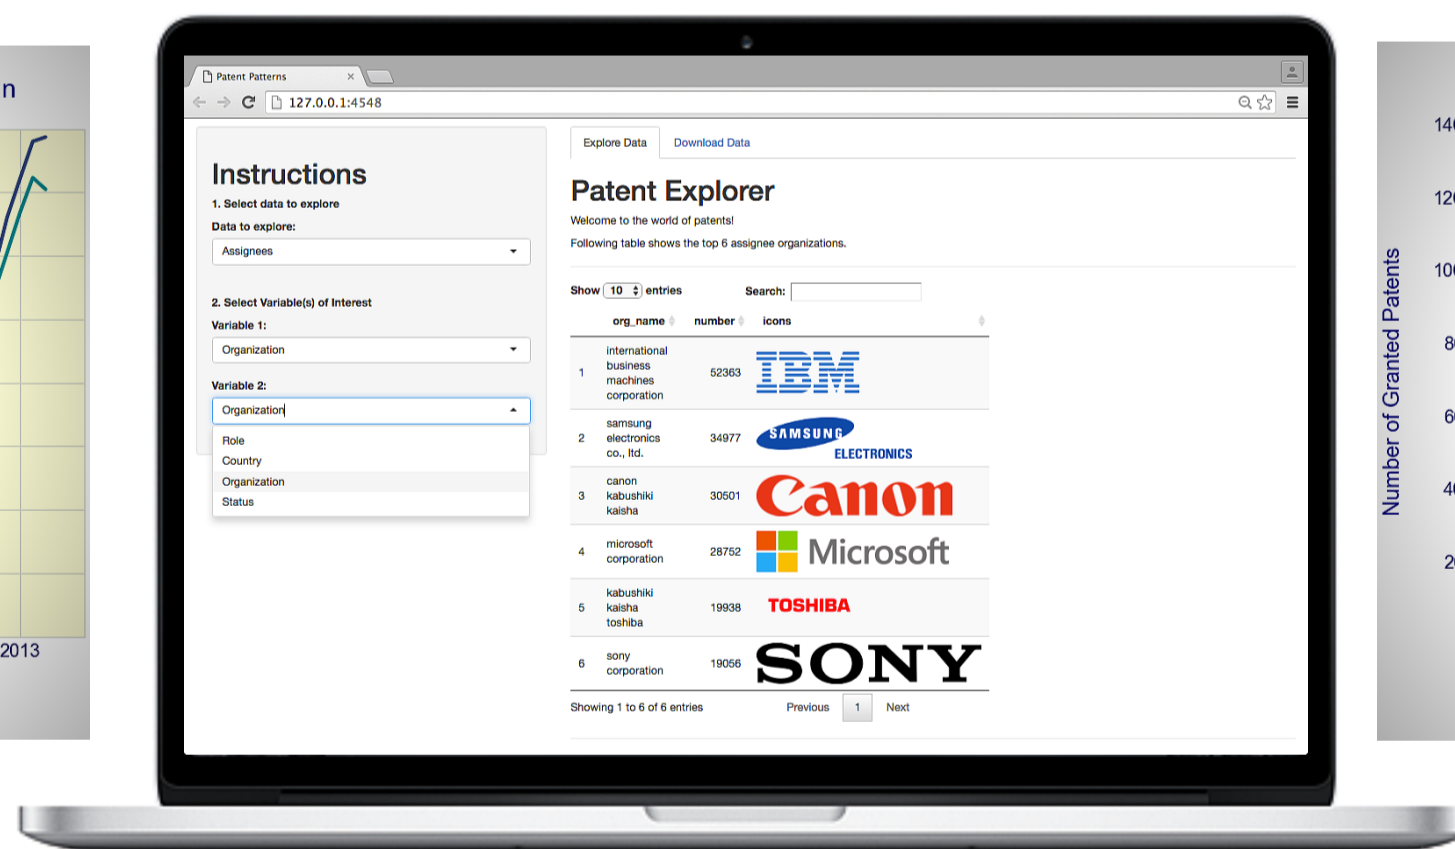 n
2013
Patent Patterns
127.0.0.1:4548
Instructions
1. Select data to explore
Data to explore:
Assignees
2. Select Variable(s) of Interest
Variable 1:
Organization
Variable 2:
Organization
Role
Country
Organization
Status
Explore Data Download Data
Patent Explorer
Welcome to the world of patents!
Following table shows the top 6 assignee organizations.
Show 10 entries Search:
org_name number icons
1 international
business
machines
corporation
52363 IBM
2 samsung
electronics
co., ltd.
34977 SAMSUNG
ELECTRONICS
3 canon
kabushiki
kaisha
30501 Canon
4 microsoft
corporation
28752 Microsoft
5 kabushiki
kaisha
toshiba
19938 TOSHIBA
6 sony
corporation
19056 SONY
Showing 1 to 6 of 6 entries Previous 1 Next
Number of Granted Patents